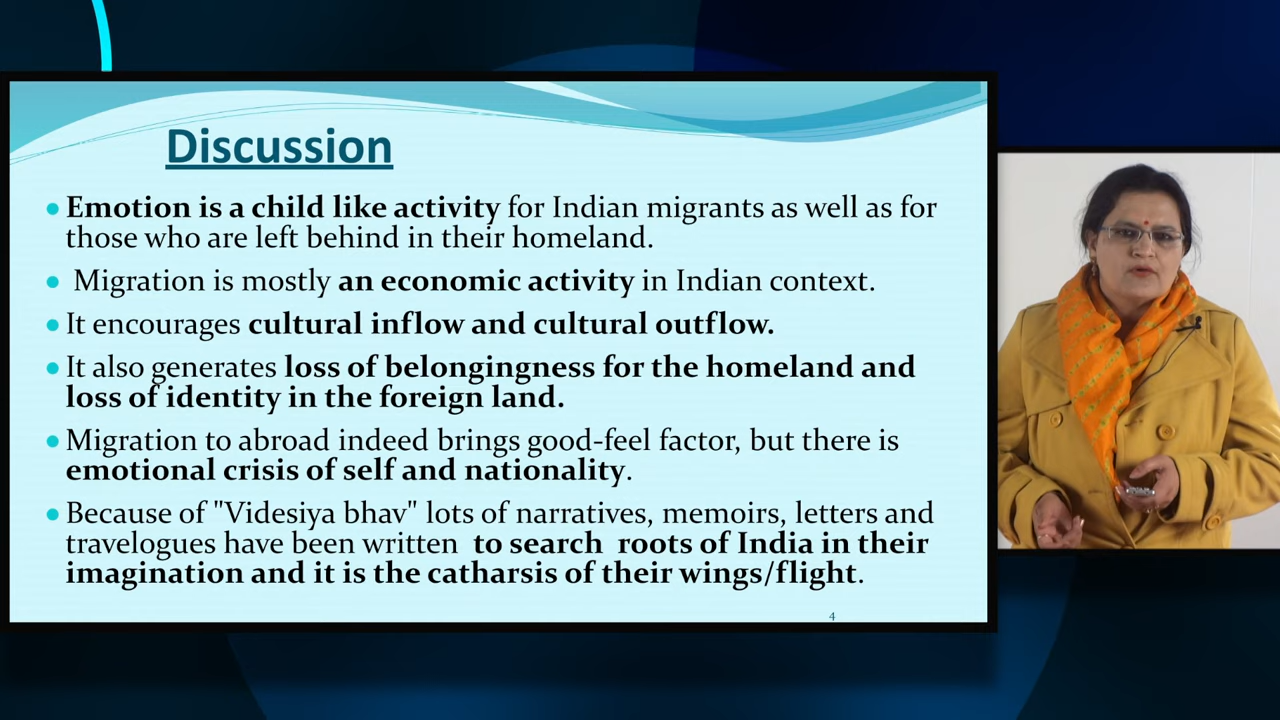 Discussion
Emotion is a child like activity for Indian migrants as well as for
those who are left behind in their homeland.
Migration is mostly an economic activity in Indian context.
It encourages cultural inflow and cultural outflow.
It also generates loss of belongingness for the homeland and
loss of identity in the foreign land.
Migration to abroad indeed brings good-feel factor, but there is
emotional crisis of self and nationality.
Because of "Videsiya bhav" lots of narratives, memoirs, letters and
travelogues have been written to search roots of India in their
imagination and it is the catharsis of their wings/flight.
4